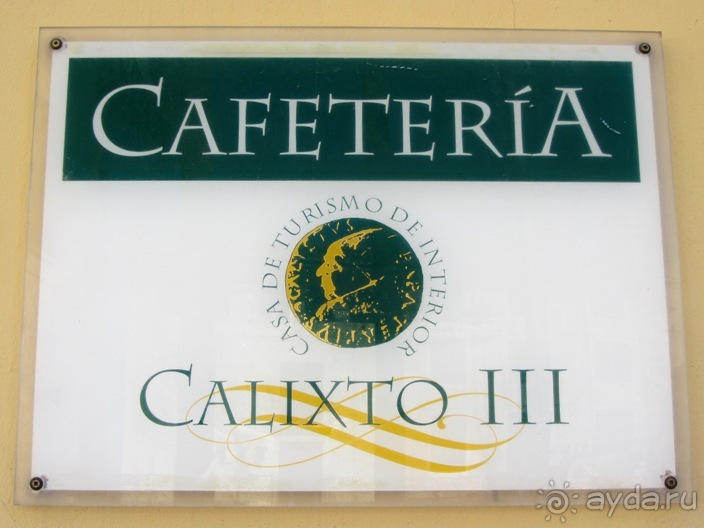 CAFETERÍA
CASA DE TURISMO DE INTERIOR
CALIXTO III
ayda.ru